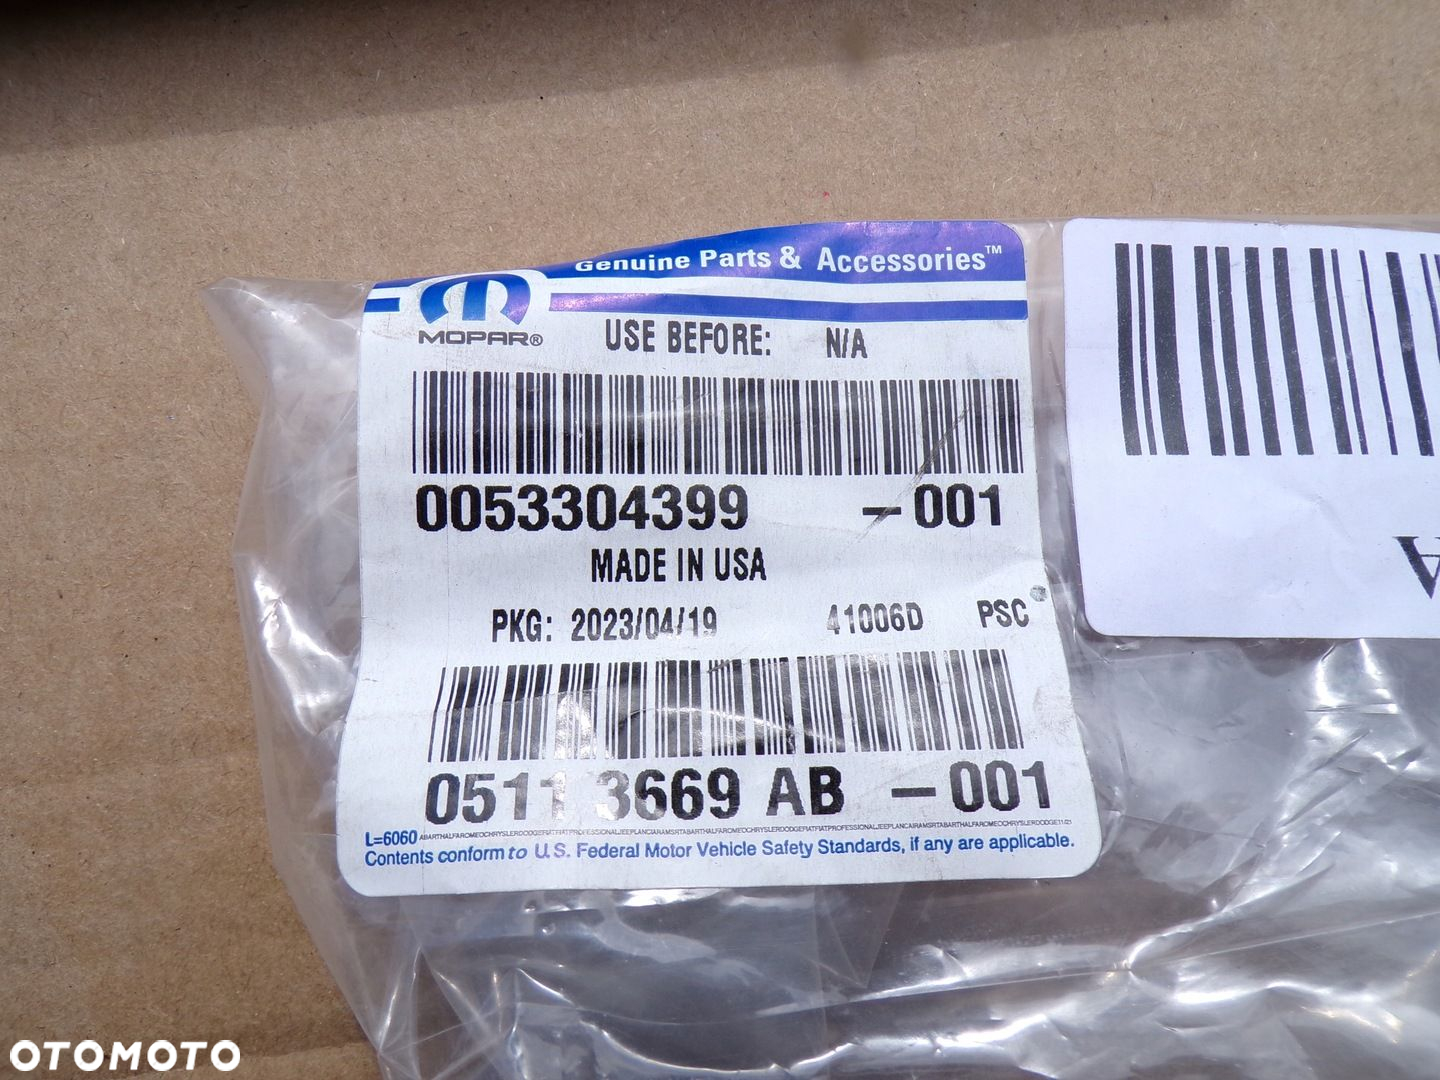 Genuine Parts & Accessories™
MOPAR®
USE BEFORE: N/A
0053304399 -001
MADE IN USA
PKG: 2023/04/19 41006D PSC
0511 3669 AB -001
L=6060
Contents conform to U.S. Federal Motor Vehicle Safety Standards, if any are applicable.
A
OTOMOTO